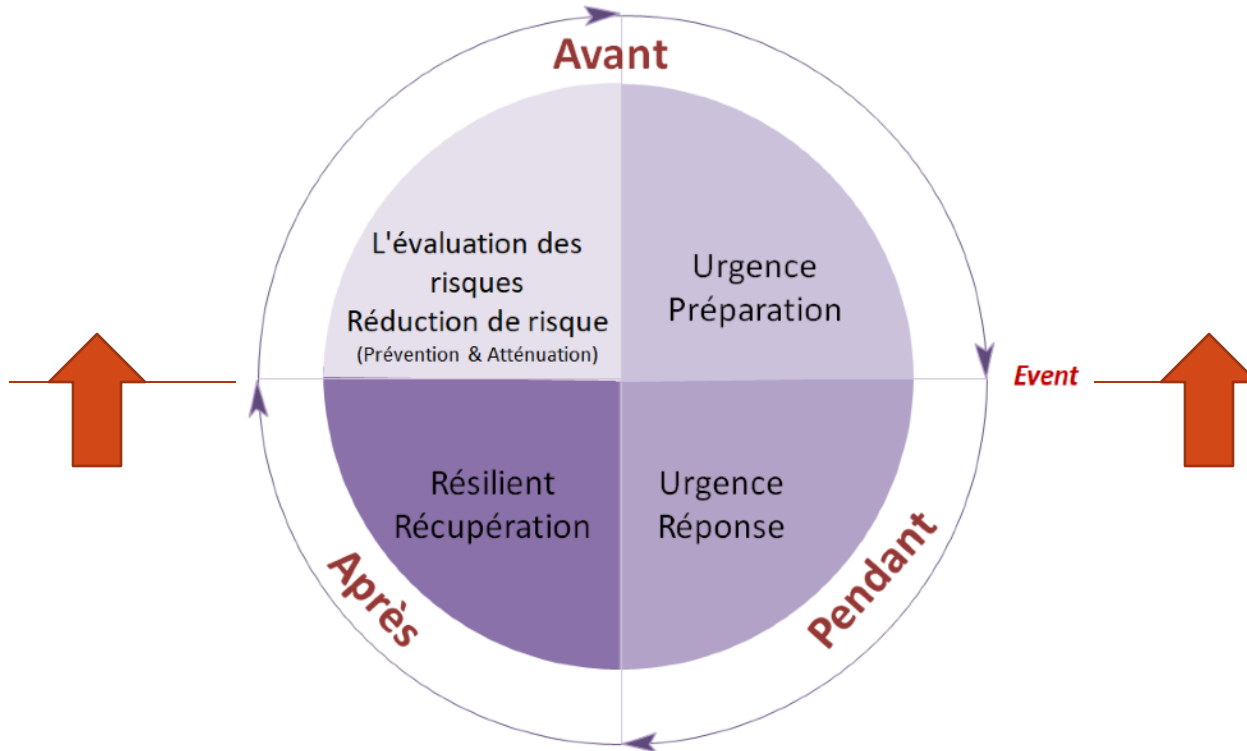 Avant
L'évaluation des
risques
Réduction de risque
(Prévention & Atténuation)
Urgence
Préparation
Event
Résilient
Récupération
Urgence
Réponse
Après
Pendant